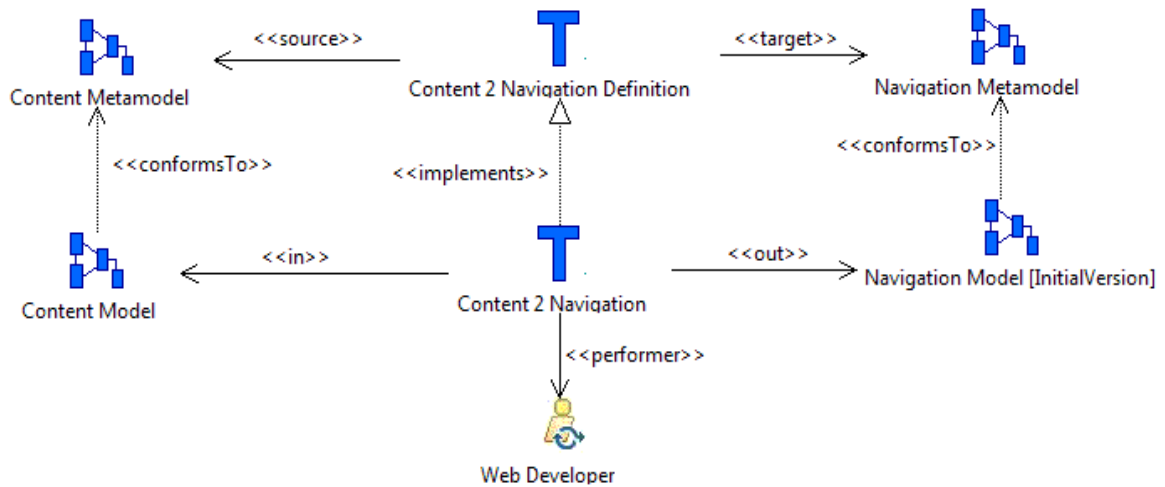 <<source>>
<<target>>
Content Metamodel
Content 2 Navigation Definition
Navigation Metamodel
<<conformsTo>>
<<implements>>
<<conformsTo>>
<<in>>
<<out>>
Content Model
Content 2 Navigation
Navigation Model [InitialVersion]
<<performer>>
Web Developer